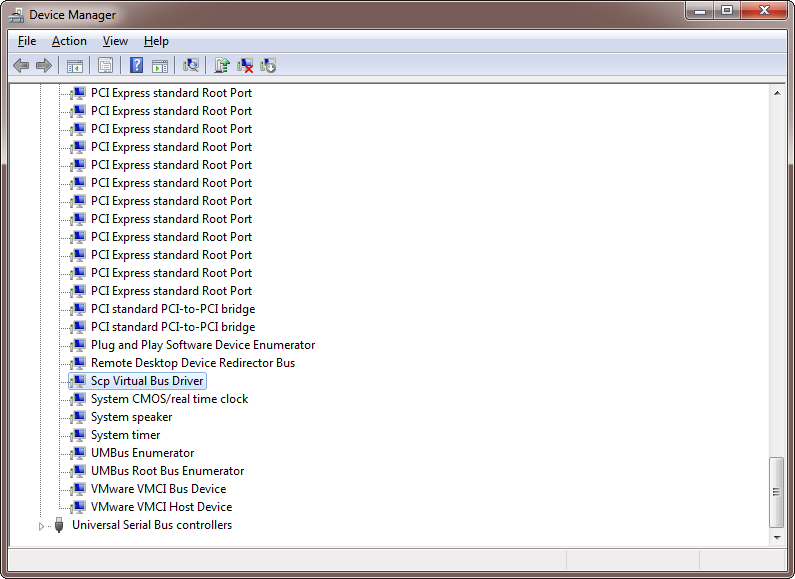 Device Manager
File Action View Help
PCI Express standard Root Port
PCI Express standard Root Port
PCI Express standard Root Port
PCI Express standard Root Port
PCI Express standard Root Port
PCI Express standard Root Port
PCI Express standard Root Port
PCI Express standard Root Port
PCI Express standard Root Port
PCI Express standard Root Port
PCI Express standard Root Port
PCI Express standard Root Port
PCI standard PCI-to-PCI bridge
PCI standard PCI-to-PCI bridge
Plug and Play Software Device Enumerator
Remote Desktop Device Redirector Bus
Scp Virtual Bus Driver
System CMOS/real time clock
System speaker
System timer
UMBus Enumerator
UMBus Root Bus Enumerator
VMware VMCI Bus Device
VMware VMCI Host Device
Universal Serial Bus controllers